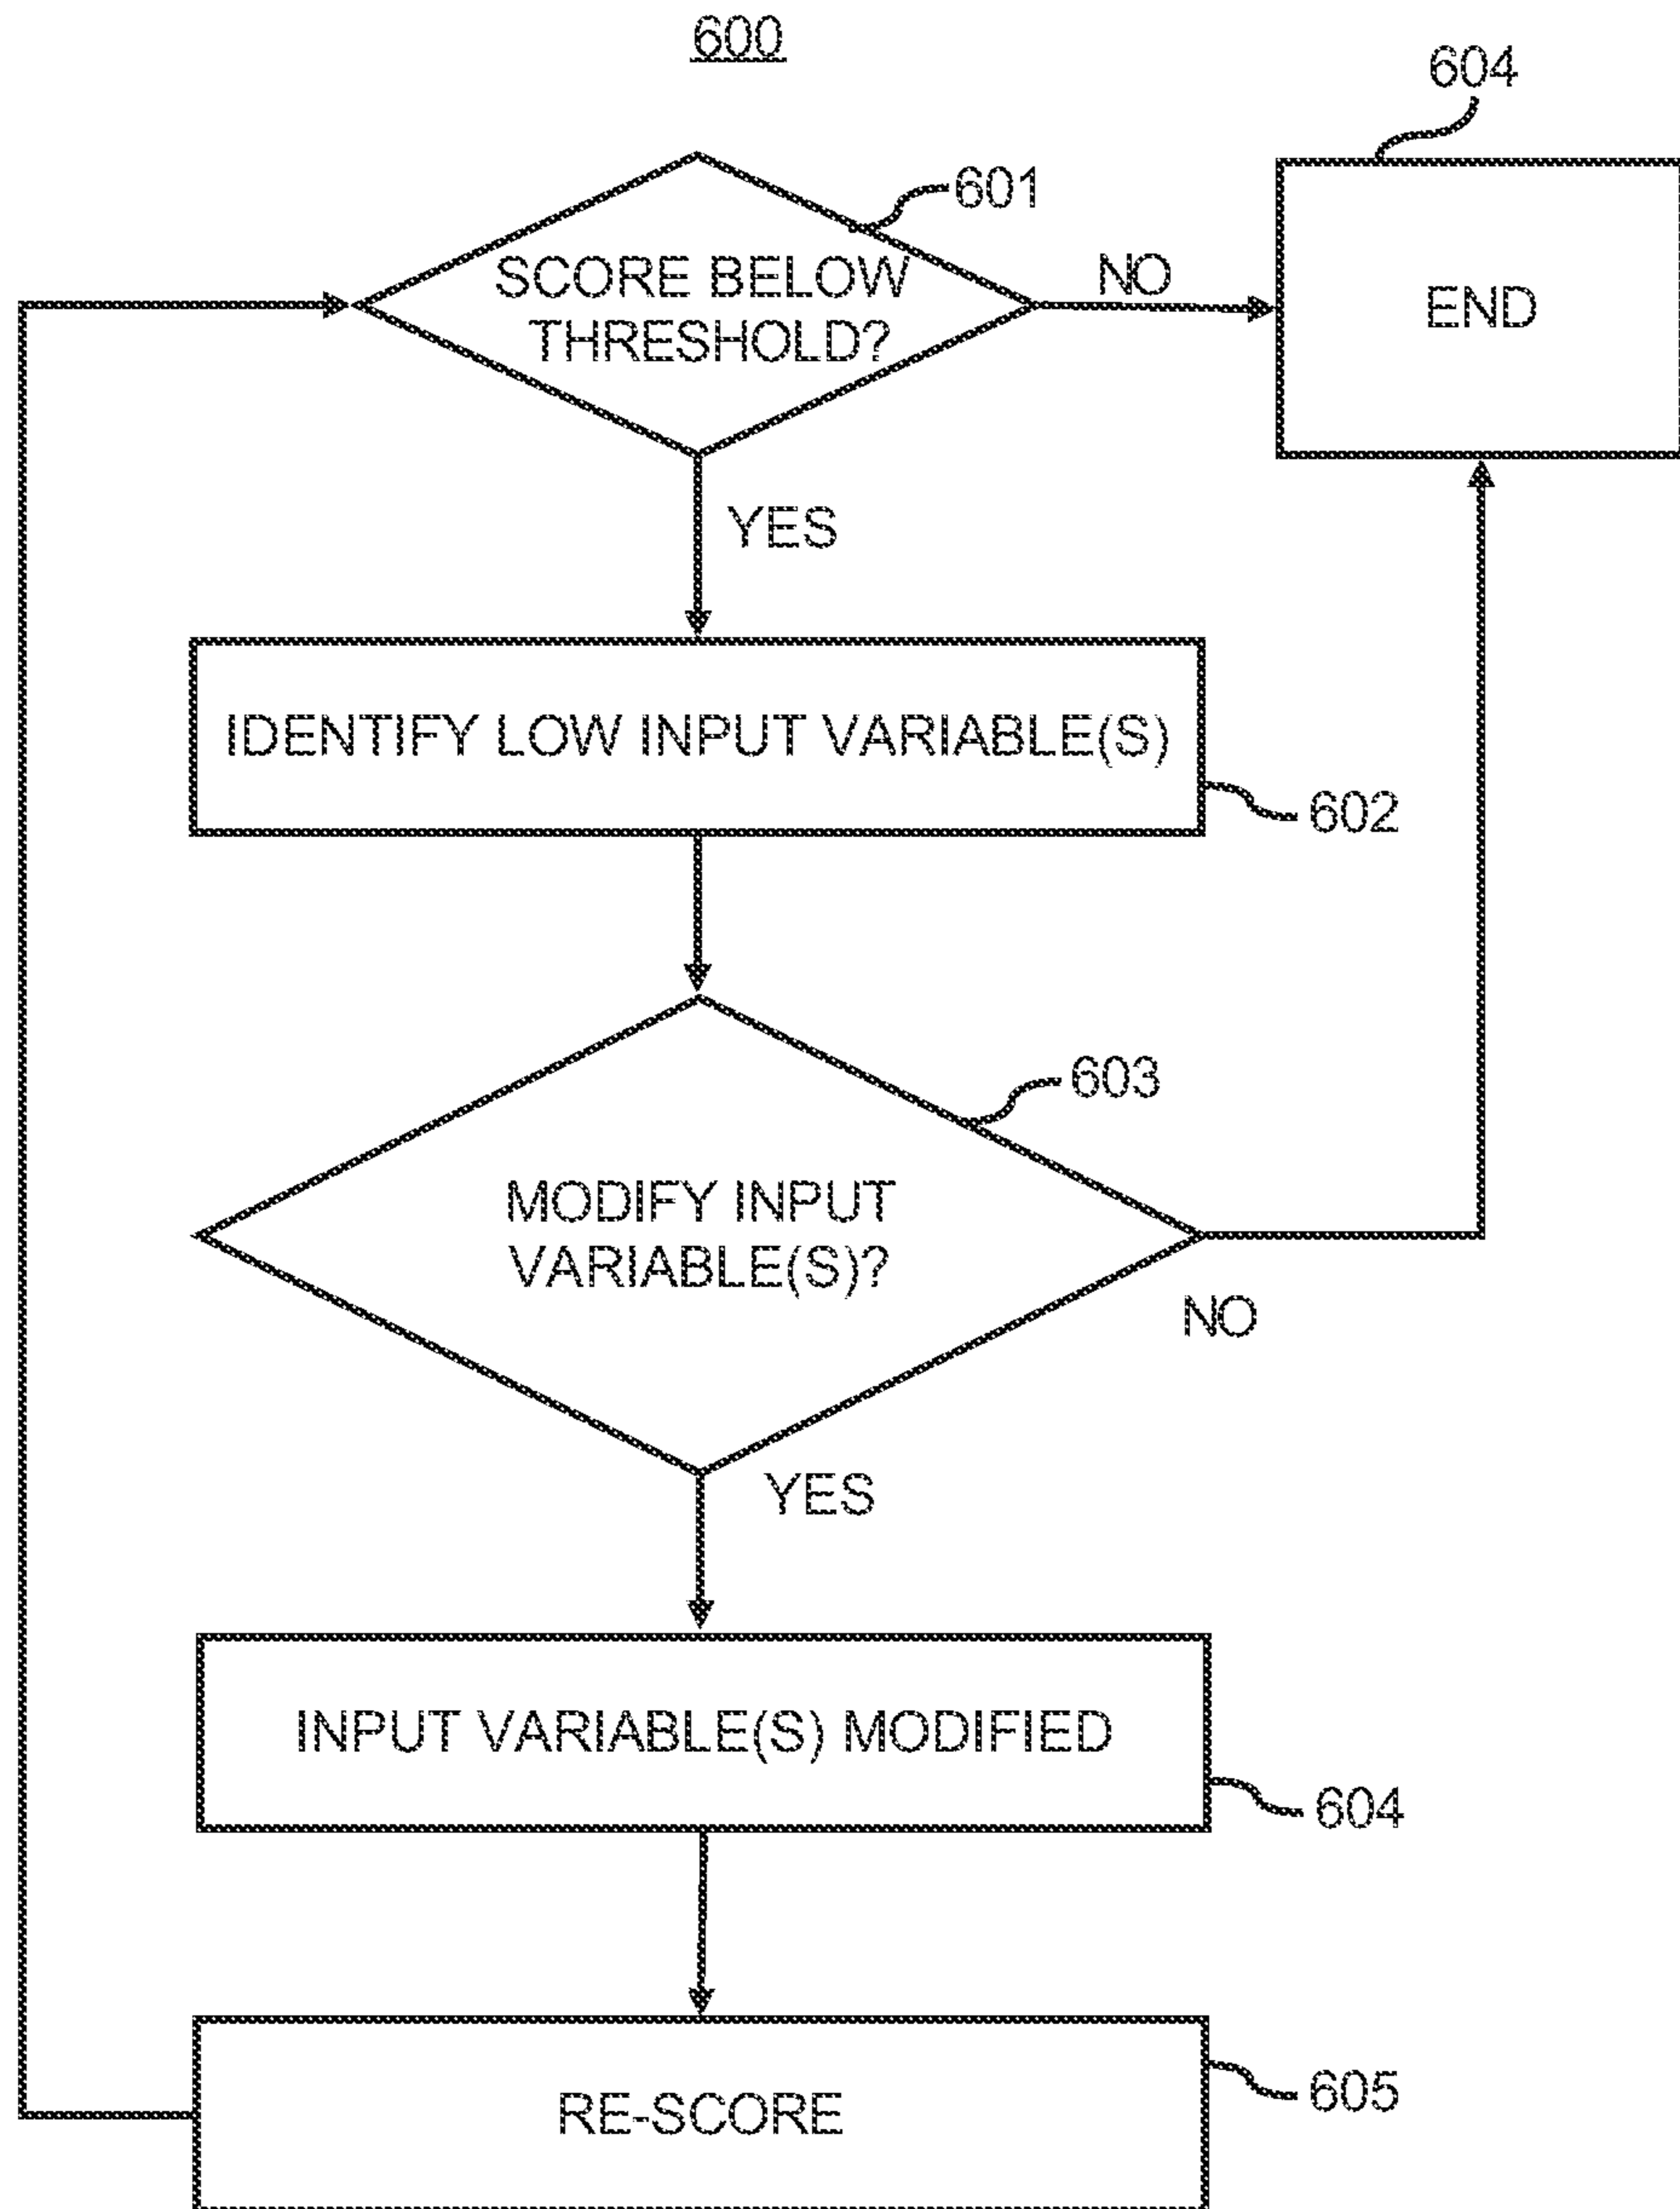 600
604
601
SCORE BELOW
THRESHOLD?
NO
END
YES
IDENTIFY LOW INPUT VARIABLE(S)
602
603
MODIFY INPUT
VARIABLE(S)?
NO
YES
INPUT VARIABLE(S) MODIFIED
604
RE-SCORE
605